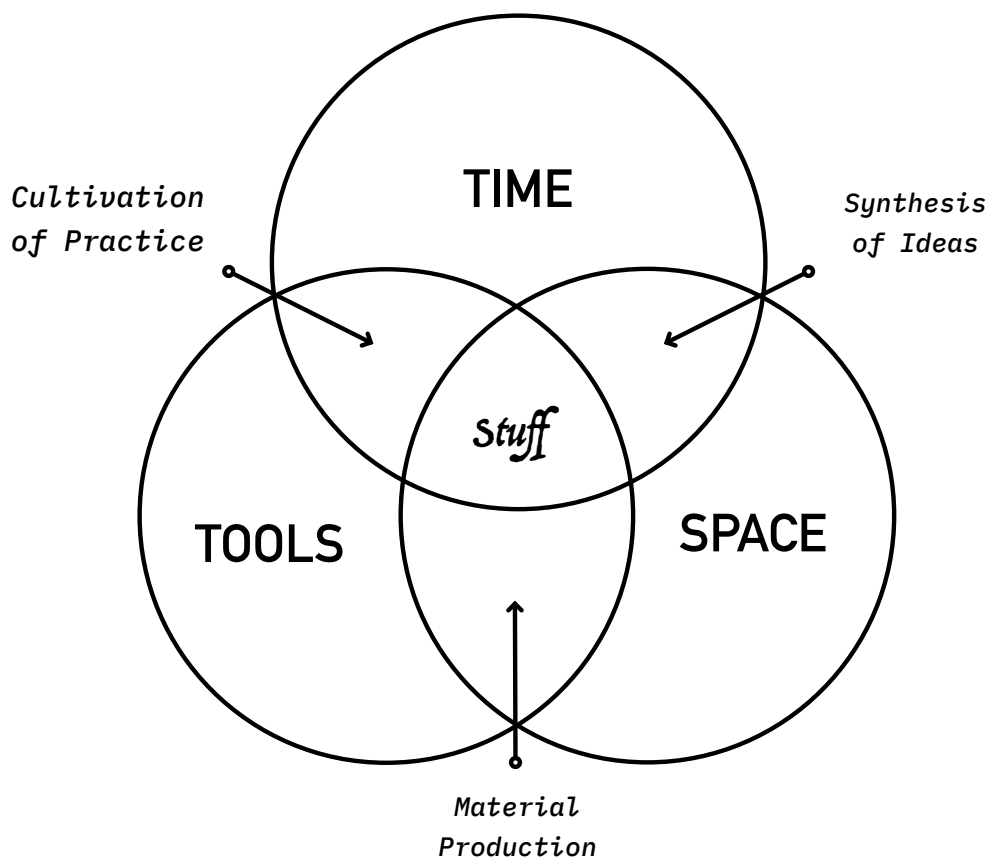 TIME
Cultivation
of Practice
Synthesis
of Ideas
Stuff
TOOLS
SPACE
Material
Production